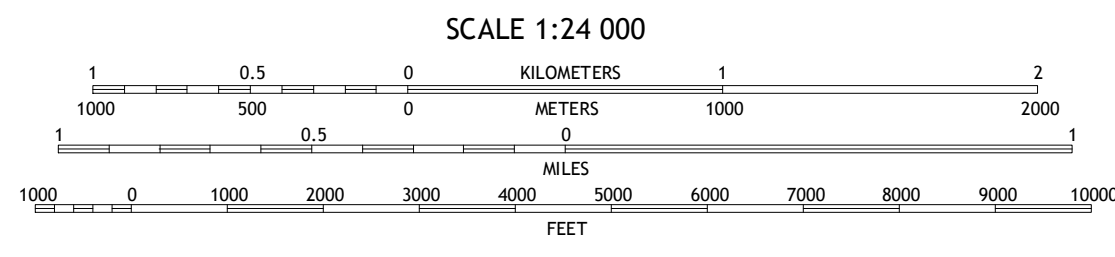 SCALE 1:24 000
1 0.5 0 KILOMETERS 1 2
1000 500 0 METERS 1000 2000
1 0.5 0 1
MILES
1000 0 1000 2000 3000 4000 5000 6000 7000 8000 9000 10000
FEET